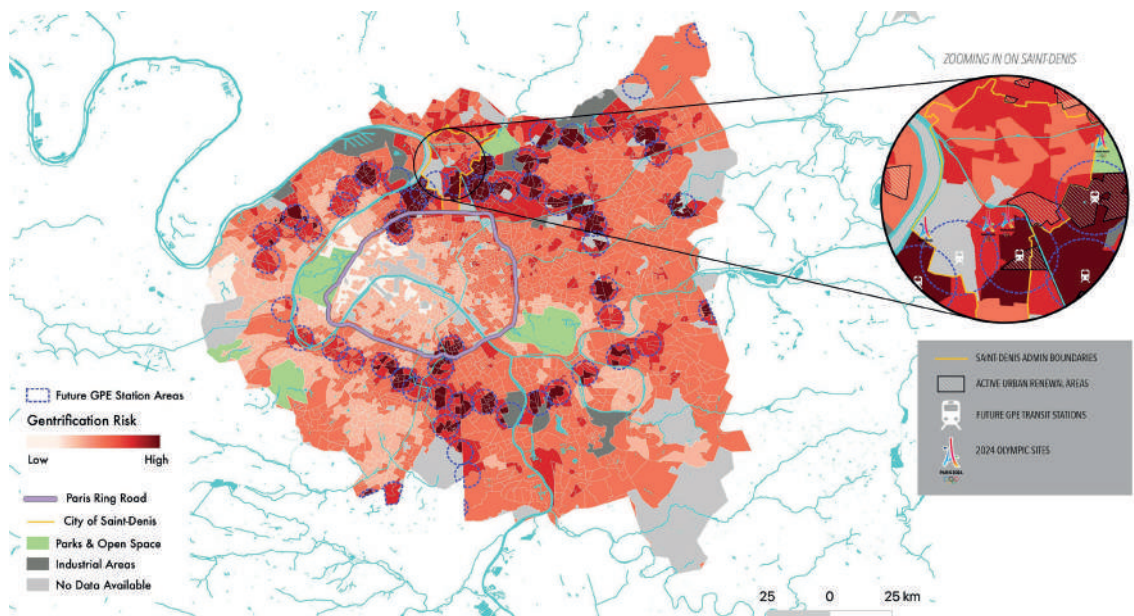 ZOOMING IN ON SAINT-DENIS
SAINT-DENIS ADMIN BOUNDARIES
ACTIVE URBAN RENEWAL AREAS
FUTURE GPE TRANSIT STATIONS
2024 OLYMPIC SITES
PARIS 2024
Future GPE Station Areas
Gentrification Risk
Low High
Paris Ring Road
City of Saint-Denis
Parks & Open Space
Industrial Areas
No Data Available
25 0 25 km